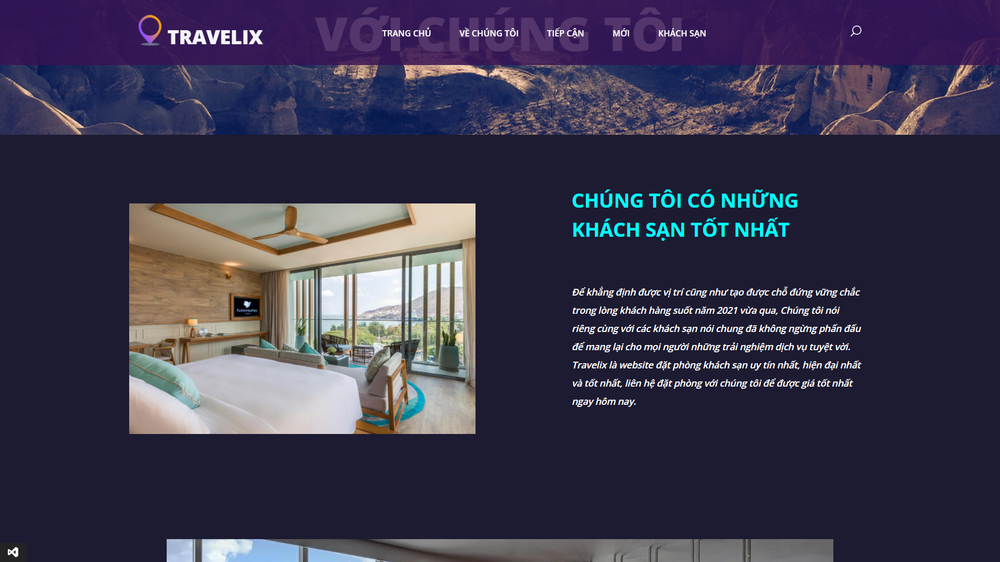 VỚI CHÚNG TÔI
TRAVELIX
TRANG CHỦ
VỀ CHÚNG TÔI
TIẾP CẬN
MỚI
KHÁCH SẠN
CHÚNG TÔI CÓ NHỮNG
KHÁCH SẠN TỐT NHẤT
fusionsuites
Để khẳng định được vị trí cũng như tạo được chỗ đứng vững chắc
trong lòng khách hàng suốt năm 2021 vừa qua, Chúng tôi nói
riêng cùng với các khách sạn nói chung đã không ngừng phấn đấu
để mang lại cho mọi người những trải nghiệm dịch vụ tuyệt vời.
Travelix là website đặt phòng khách sạn uy tín nhất, hiện đại nhất
và tốt nhất, liên hệ đặt phòng với chúng tôi để được giá tốt nhất
ngay hôm nay.